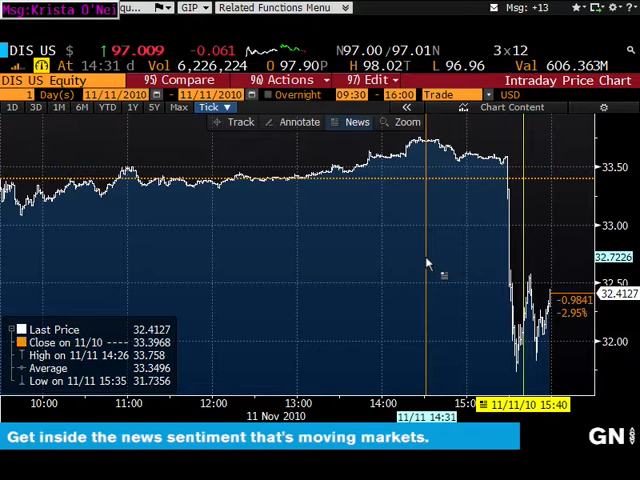 Msg:Krista O'Nei qu... GIP Related Functions Menu Msg: +13
DIS US $ 97.009 -0.061 N97.00 / 97.01N 3x12
At 14:31 d Vol 6,226,224 O 97.90P H 98.02T L 96.96 Val 606.363M
DIS US Equity 95) Compare 96) Actions 97) Edit Intraday Price Chart
1 Day(s) 11/11/2010 - 11/11/2010 Overnight 09:30 - 16:00 Trade USD
1D 3D 1M 6M YTD 1Y 5Y Max Tick Chart Content
Track Annotate News Zoom
33.50
33.00
32.7226
32.50
32.4127
-0.9841
-2.95%
32.00
Last Price 32.4127
Close on 11/10 33.3968
High on 11/11 14:26 33.758
Average 33.3496
Low on 11/11 15:35 31.7356
10:00 11:00 12:00 13:00 14:00 15:0 11/11/10 15:40
11 Nov 2010 11/11 14:31
Get inside the news sentiment that's moving markets. GN